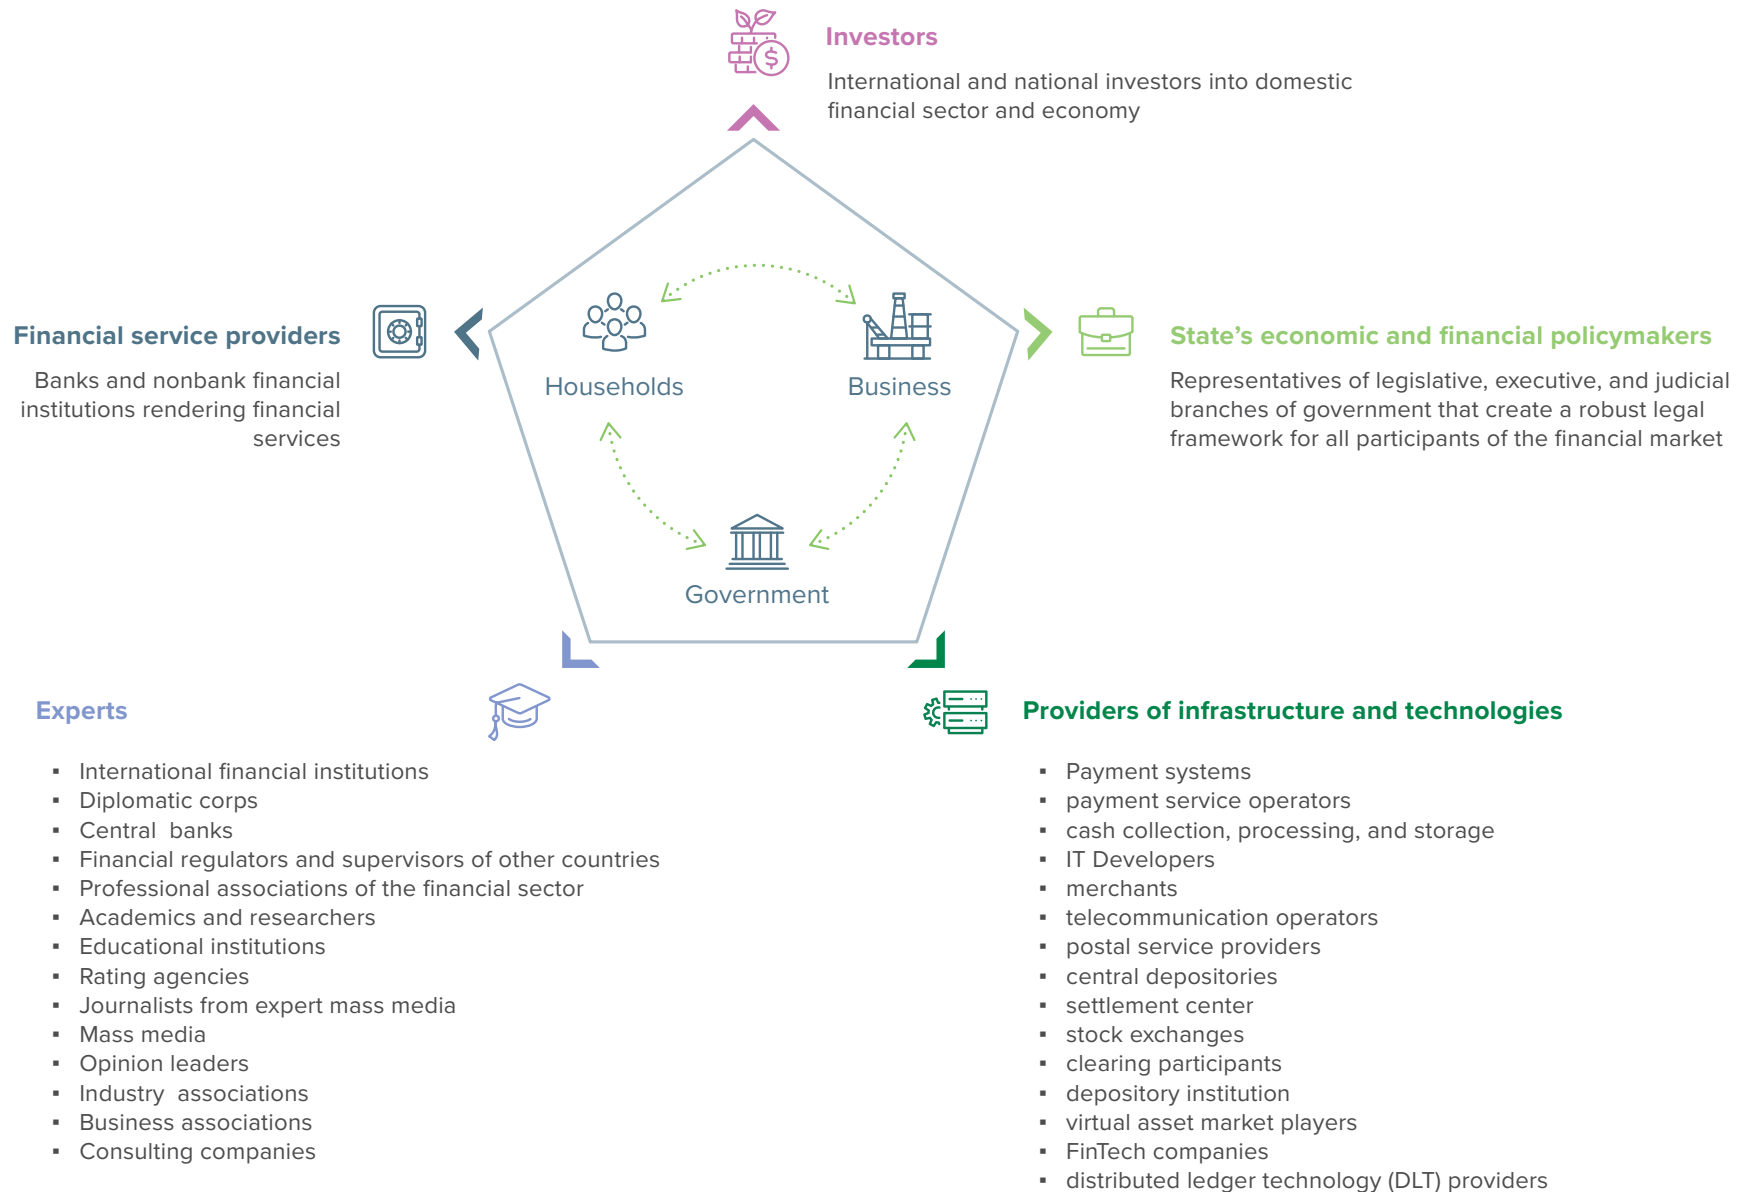 Investors
International and national investors into domestic
financial sector and economy
Financial service providers
Banks and nonbank financial
institutions rendering financial
services
Households
Business
Government
State’s economic and financial policymakers
Representatives of legislative, executive, and judicial
branches of government that create a robust legal
framework for all participants of the financial market
Experts
▪ International financial institutions
▪ Diplomatic corps
▪ Central  banks
▪ Financial regulators and supervisors of other countries
▪ Professional associations of the financial sector
▪ Academics and researchers
▪ Educational institutions
▪ Rating agencies
▪ Journalists from expert mass media
▪ Mass media
▪ Opinion leaders
▪ Industry  associations
▪ Business associations
▪ Consulting companies
Providers of infrastructure and technologies
▪ Payment systems
▪ payment service operators
▪ cash collection, processing, and storage
▪ IT Developers
▪ merchants
▪ telecommunication operators
▪ postal service providers
▪ central depositories
▪ settlement center
▪ stock exchanges
▪ clearing participants
▪ depository institution
▪ virtual asset market players
▪ FinTech companies
▪ distributed ledger technology (DLT) providers